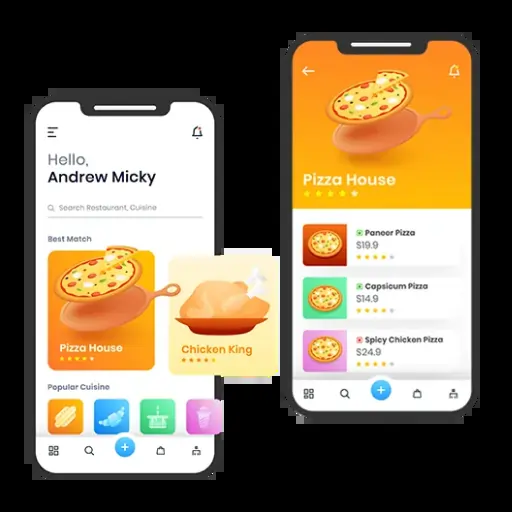 Hello,
Andrew Micky
Search Restaurant, Cuisine
Best Match
Pizza House
Chicken King
Popular Cuisine
Pizza House
Paneer Pizza
$19.9
Capsicum Pizza
$14.9
Spicy Chicken Pizza
$24.9